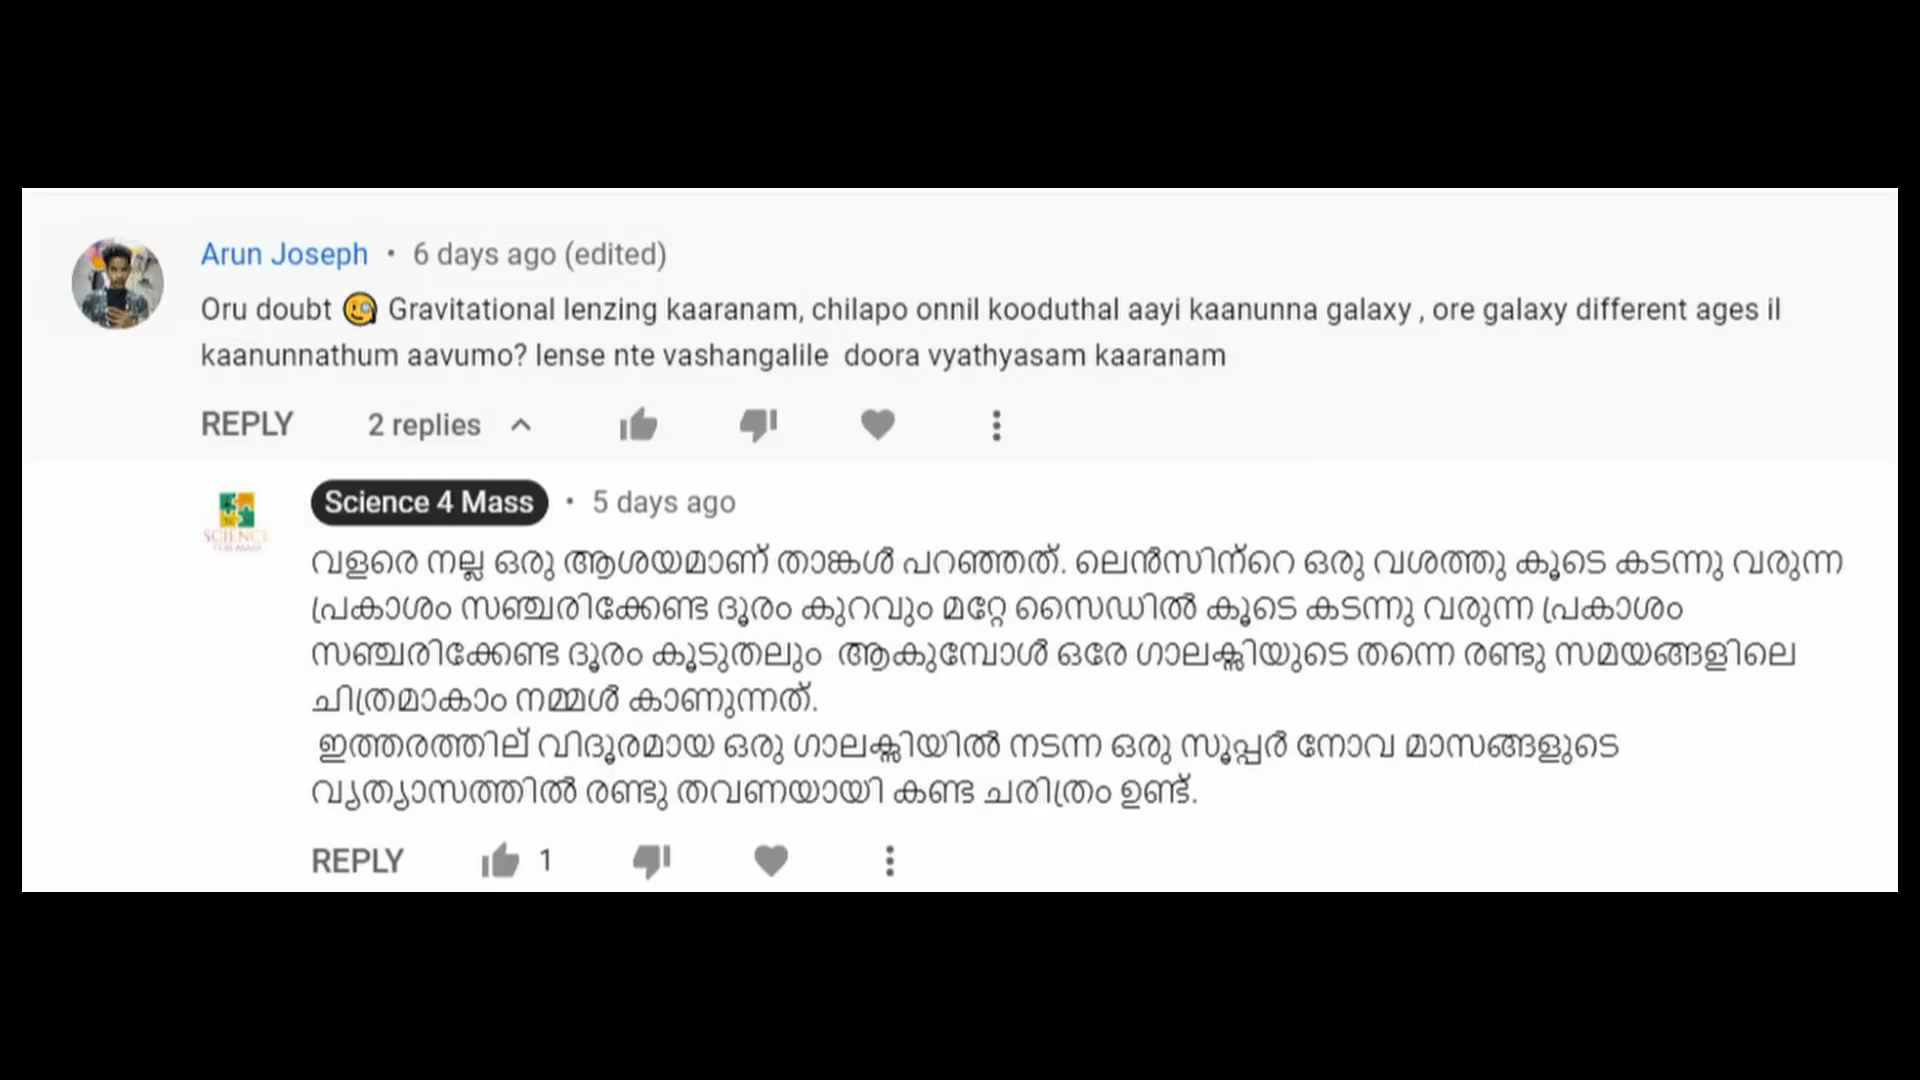 Arun Joseph • 6 days ago (edited)
Oru doubt 🧐 Gravitational lenzing kaaranam, chilapo onnil kooduthal aayi kaanunna galaxy , ore galaxy different ages il
kaanunnathum aavumo? lense nte vashangalile doora vyathyasam kaaranam
REPLY 2 replies
Science 4 Mass • 5 days ago
SCIENCE
FOR MASS
വളരെ നല്ല ഒരു ആശയമാണ് താങ്കൾ പറഞ്ഞത്. ലെൻസിന്റെ ഒരു വശത്തു കൂടെ കടന്നു വരുന്ന
പ്രകാശം സഞ്ചരിക്കേണ്ട ദൂരം കുറവും മറ്റേ സൈഡിൽ കൂടെ കടന്നു വരുന്ന പ്രകാശം
സഞ്ചരിക്കേണ്ട ദൂരം കൂടുതലും ആകുമ്പോൾ ഒരേ ഗാലക്സിയുടെ തന്നെ രണ്ടു സമയങ്ങളിലെ
ചിത്രമാകാം നമ്മൾ കാണുന്നത്.
ഇത്തരത്തില് വിദൂരമായ ഒരു ഗാലക്സിയിൽ നടന്ന ഒരു സൂപ്പർ നോവ മാസങ്ങളുടെ
വ്യത്യാസത്തിൽ രണ്ടു തവണയായി കണ്ട ചരിത്രം ഉണ്ട്.
REPLY 1